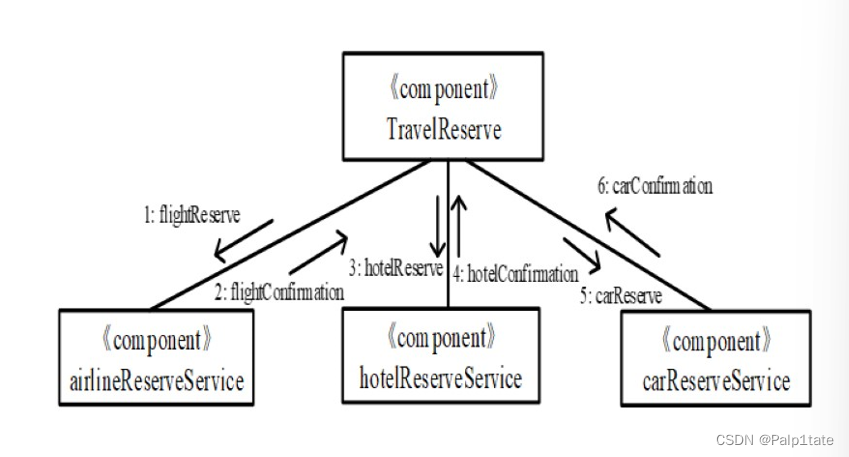 《component》
TravelReserve
1: flightReserve
6: carConfirmation
2: flightConfirmation
3: hotelReserve
4: hotelConfirmation
5: carReserve
《component》
airlineReserveService
《component》
hotelReserveService
《component》
carReserveService
CSDN @Palp1tate